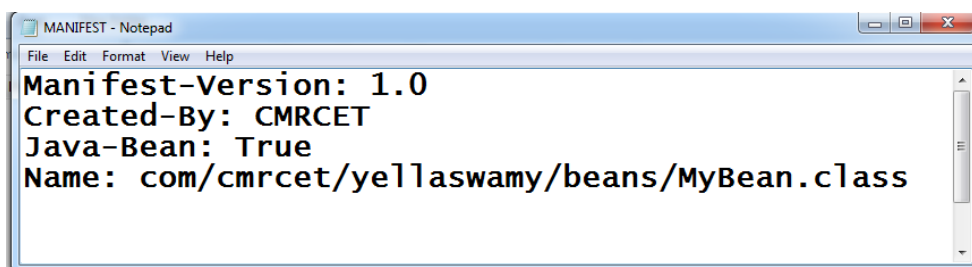 MANIFEST - Notepad
File Edit Format View Help
Manifest-Version: 1.0
Created-By: CMRCET
Java-Bean: True
Name: com/cmrcet/yellaswamy/beans/MyBean.class